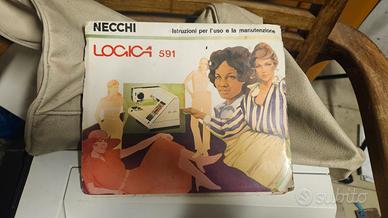 NECCHI
Istruzioni per l'uso e la manutenzione
LOGICA 591
subito